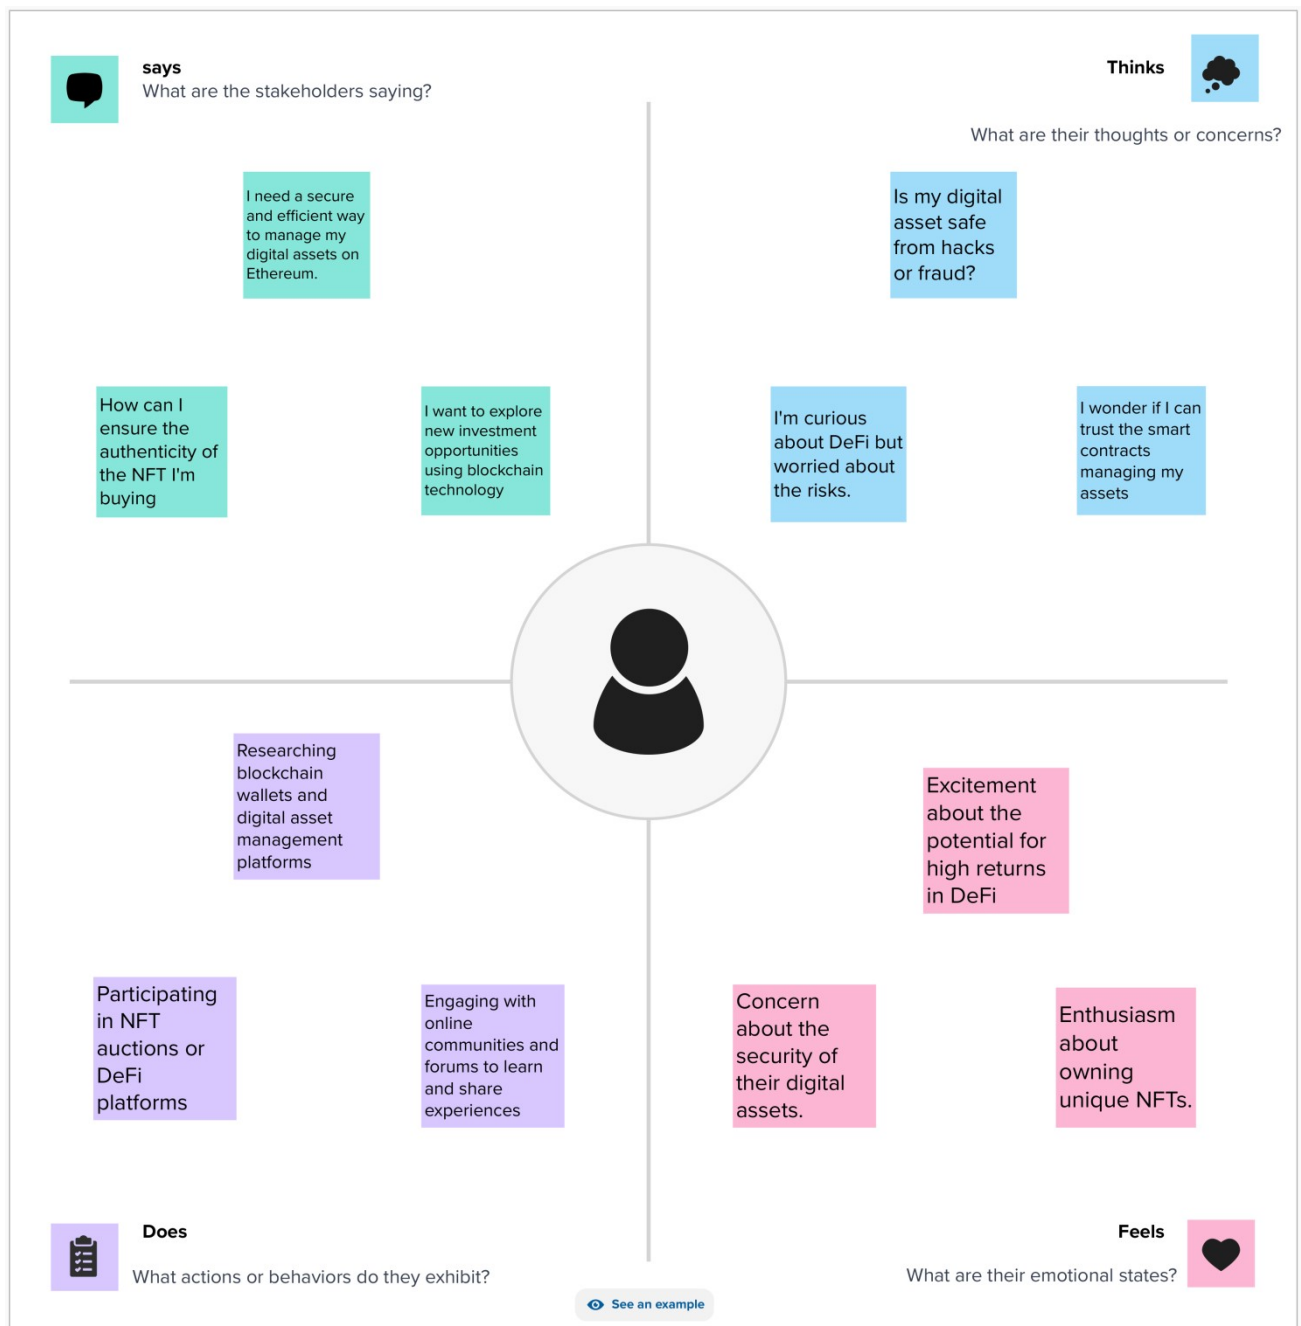 says
What are the stakeholders saying?
Thinks
What are their thoughts or concerns?
I need a secure
and efficient way
to manage my
digital assets on
Ethereum.
Is my digital
asset safe
from hacks
or fraud?
How can I
ensure the
authenticity of
the NFT I'm
buying
I want to explore
new investment
opportunities
using blockchain
technology
I'm curious
about DeFi but
worried about
the risks.
I wonder if I can
trust the smart
contracts
managing my
assets
Researching
blockchain
wallets and
digital asset
management
platforms
Excitement
about the
potential for
high returns
in DeFi
Participating
in NFT
auctions or
DeFi
platforms
Engaging with
online
communities and
forums to learn
and share
experiences
Concern
about the
security of
their digital
assets.
Enthusiasm
about
owning
unique NFTs.
Does
What actions or behaviors do they exhibit?
Feels
What are their emotional states?
See an example